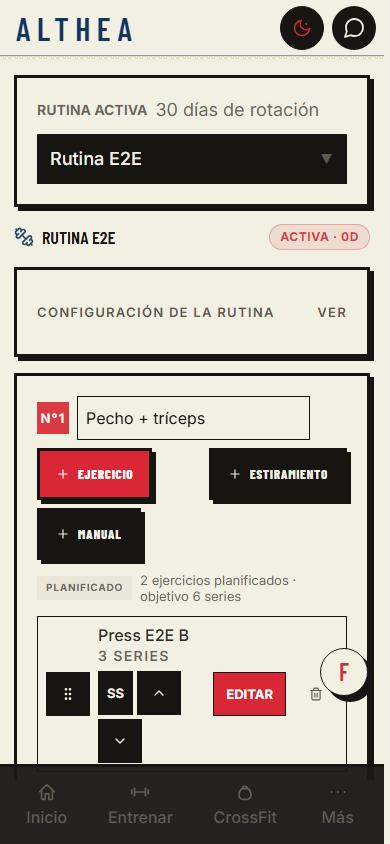 ALTHEA
RUTINA ACTIVA 30 días de rotación
Rutina E2E
RUTINA E2E
ACTIVA · 0D
CONFIGURACIÓN DE LA RUTINA
VER
N°1
Pecho + tríceps
+ EJERCICIO
+ ESTIRAMIENTO
+ MANUAL
PLANIFICADO
2 ejercicios planificados ·
objetivo 6 series
Press E2E B
3 SERIES
SS
EDITAR
F
Inicio
Entrenar
CrossFit
Más